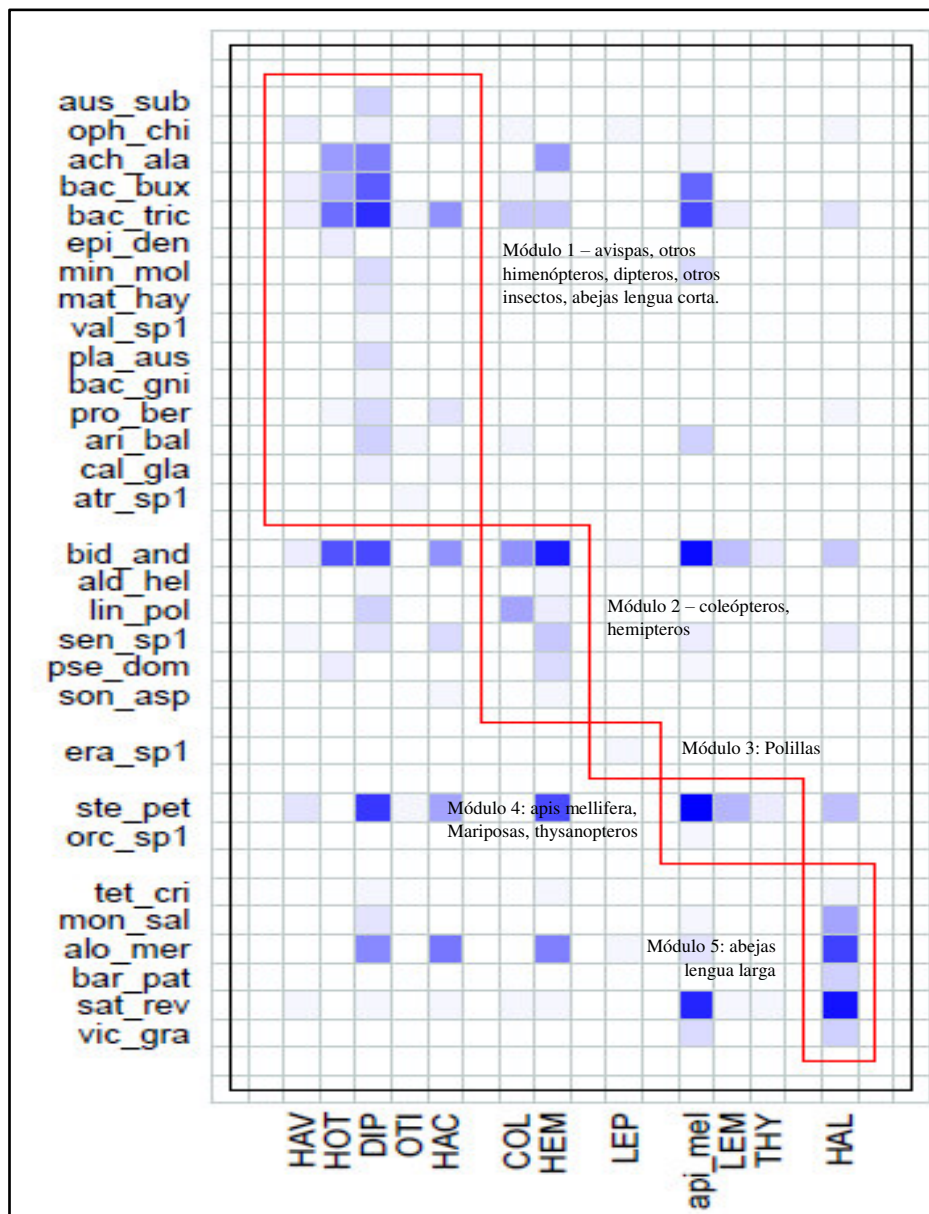 aus_sub
oph_chi
ach_ala
bac_bux
bac_tric
epi_den
min_mol
mat_hay
val_sp1
pla_aus
bac_gni
pro_ber
ari_bal
cal_gla
atr_sp1
bid_and
ald_hel
lin_pol
sen_sp1
pse_dom
son_asp
era_sp1
ste_pet
orc_sp1
tet_cri
mon_sal
alo_mer
bar_pat
sat_rev
vic_gra
Módulo 1 – avispas, otros
himenópteros, dipteros, otros
insectos, abejas lengua corta.
Módulo 2 – coleópteros,
hemipteros
Módulo 3: Polillas
Módulo 4: apis mellifera,
Mariposas, thysanopteros
Módulo 5: abejas
lengua larga
HAV
HOT
DIP
OTI
HAC
COL
HEM
LEP
api_mel
LEM
THY
HAL